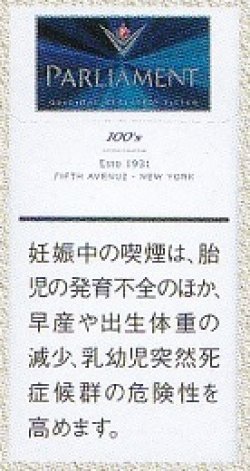 PARLIAMENT
100's
Estd 1931
FIFTH AVENUE · NEW YORK
妊娠中の喫煙は、胎
児の発育不全のほか、
早産や出生体重の
減少、乳幼児突然死
症候群の危険性を
高めます。